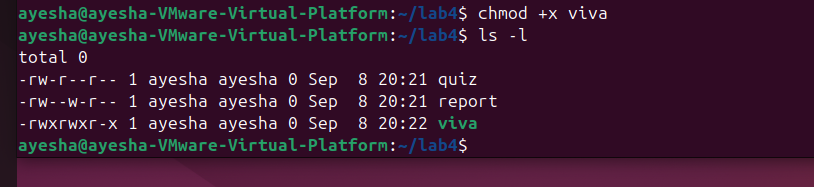 ayesha@ayesha-VMware-Virtual-Platform:~/lab4$ chmod +x viva
ayesha@ayesha-VMware-Virtual-Platform:~/lab4$ ls -l
total 0
-rw-r--r-- 1 ayesha ayesha 0 Sep  8 20:21 quiz
-rw--w-r-- 1 ayesha ayesha 0 Sep  8 20:21 report
-rwxrwxr-x 1 ayesha ayesha 0 Sep  8 20:22 viva
ayesha@ayesha-VMware-Virtual-Platform:~/lab4$